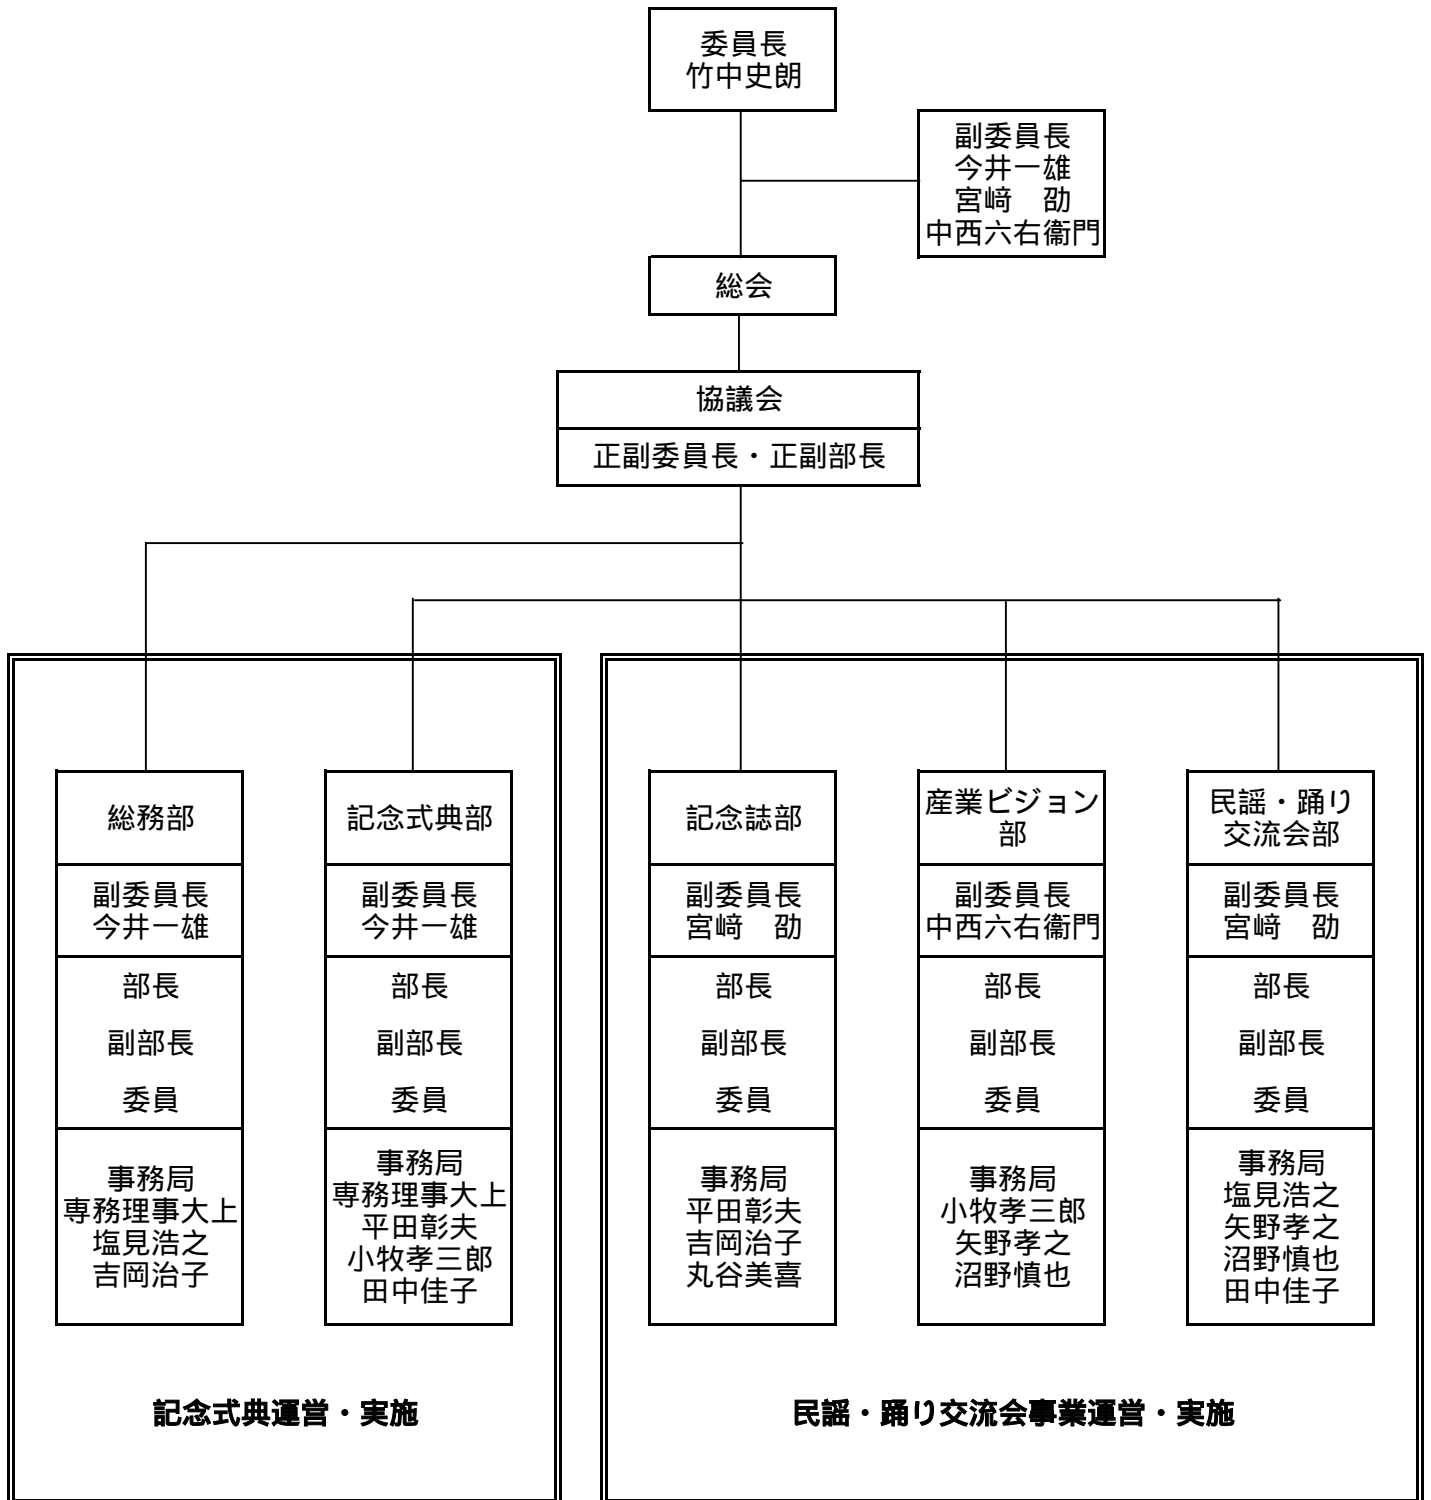 委員長
竹中史朗
副委員長
今井一雄
宮﨑　劭
中西六右衞門
総会
協議会
正副委員長・正副部長
総務部
副委員長
今井一雄
部長
副部長
委員
事務局
専務理事大上
塩見浩之
吉岡治子
記念式典部
副委員長
今井一雄
部長
副部長
委員
事務局
専務理事大上
平田彰夫
小牧孝三郎
田中佳子
記念誌部
副委員長
宮﨑　劭
部長
副部長
委員
事務局
平田彰夫
吉岡治子
丸谷美喜
産業ビジョン
部
副委員長
中西六右衞門
部長
副部長
委員
事務局
小牧孝三郎
矢野孝之
沼野慎也
民謡・踊り
交流会部
副委員長
宮﨑　劭
部長
副部長
委員
事務局
塩見浩之
矢野孝之
沼野慎也
田中佳子
記念式典運営・実施
民謡・踊り交流会事業運営・実施